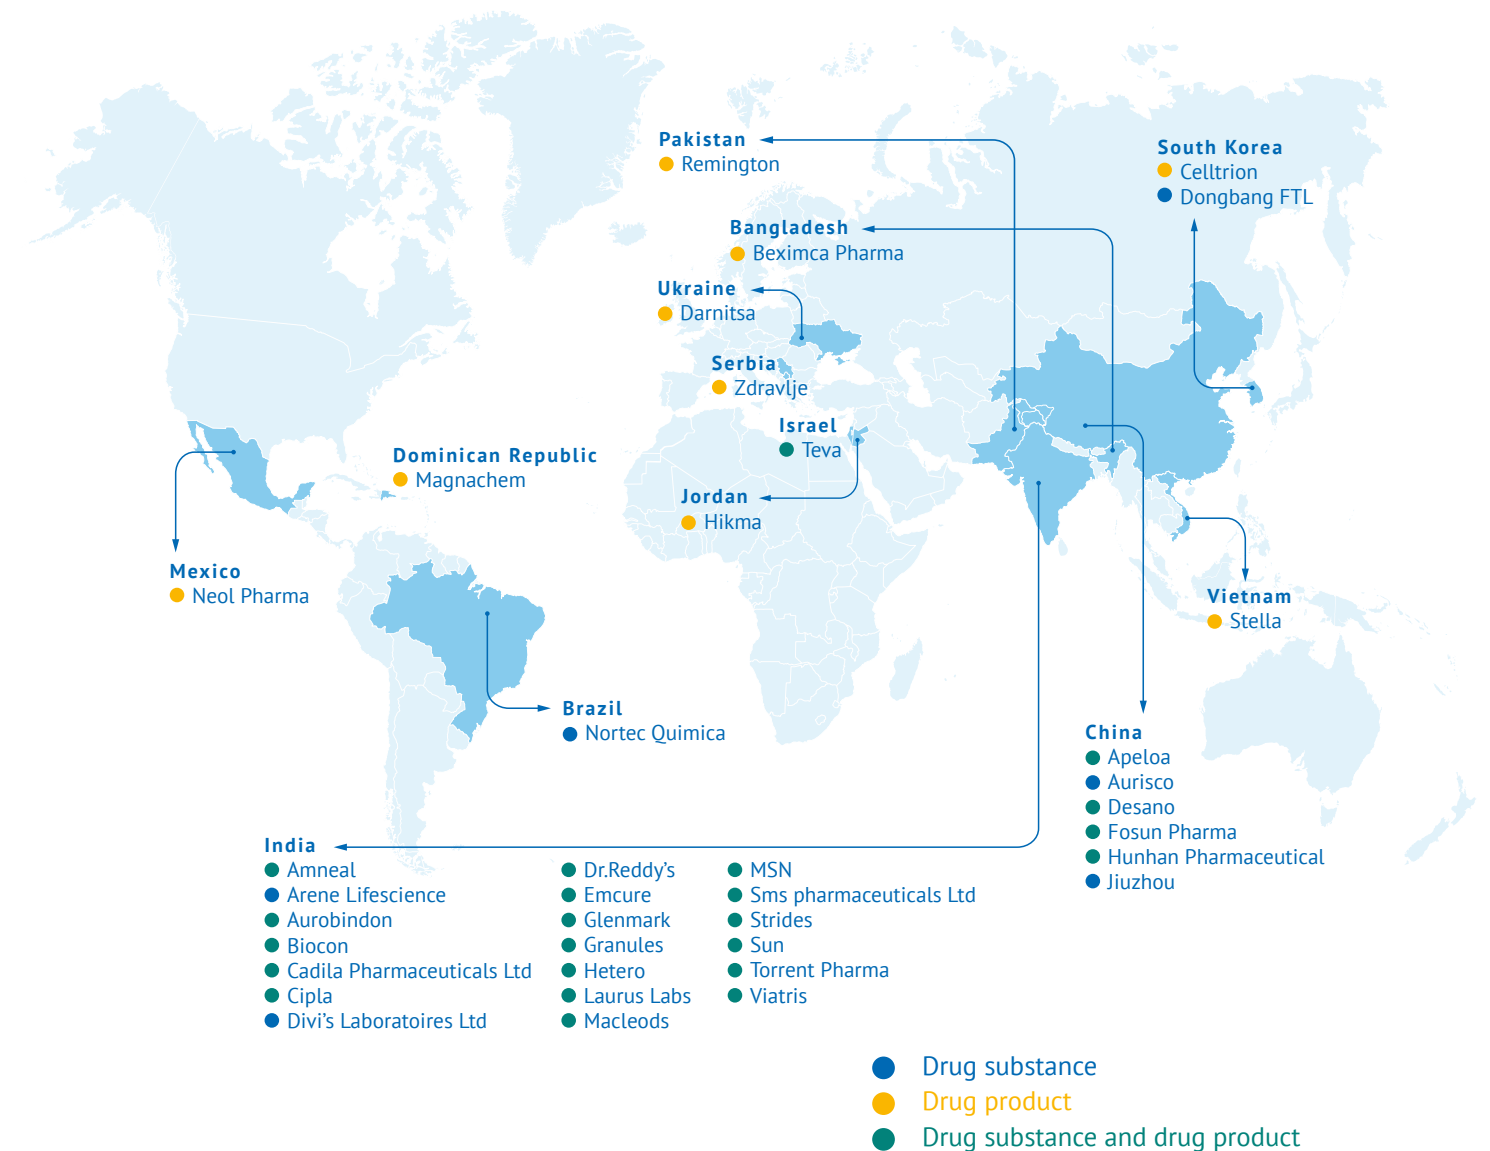 Pakistan
Remington
South Korea
Celltrion
Dongbang FTL
Bangladesh
Beximca Pharma
Ukraine
Darnitsa
Serbia
Zdravlje
Israel
Teva
Dominican Republic
Magnachem
Jordan
Hikma
Mexico
Neol Pharma
Vietnam
Stella
Brazil
Nortec Quimica
China
Apeloa
Aurisco
Desano
Fosun Pharma
Hunhan Pharmaceutical
Jiuzhou
India
Amneal
Arene Lifescience
Aurobindon
Biocon
Cadila Pharmaceuticals Ltd
Cipla
Divi’s Laboratoires Ltd
Dr.Reddy’s
Emcure
Glenmark
Granules
Hetero
Laurus Labs
Macleods
MSN
Sms pharmaceuticals Ltd
Strides
Sun
Torrent Pharma
Viatris
Drug substance
Drug product
Drug substance and drug product